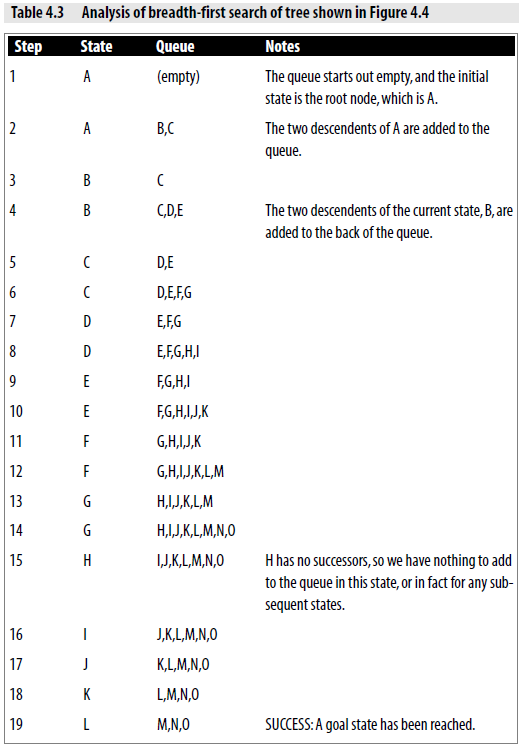 Table 4.3 Analysis of breadth-first search of tree shown in Figure 4.4
Step State Queue Notes
1 A (empty) The queue starts out empty, and the initial
state is the root node, which is A.
2 A B,C The two descendents of A are added to the
queue.
3 B C
4 B C,D,E The two descendents of the current state, B, are
added to the back of the queue.
5 C D,E
6 C D,E,F,G
7 D E,F,G
8 D E,F,G,H,I
9 E F,G,H,I
10 E F,G,H,I,J,K
11 F G,H,I,J,K
12 F G,H,I,J,K,L,M
13 G H,I,J,K,L,M
14 G H,I,J,K,L,M,N,O
15 H I,J,K,L,M,N,O H has no successors, so we have nothing to add
to the queue in this state, or in fact for any sub-
sequent states.
16 I J,K,L,M,N,O
17 J K,L,M,N,O
18 K L,M,N,O
19 L M,N,O SUCCESS: A goal state has been reached.